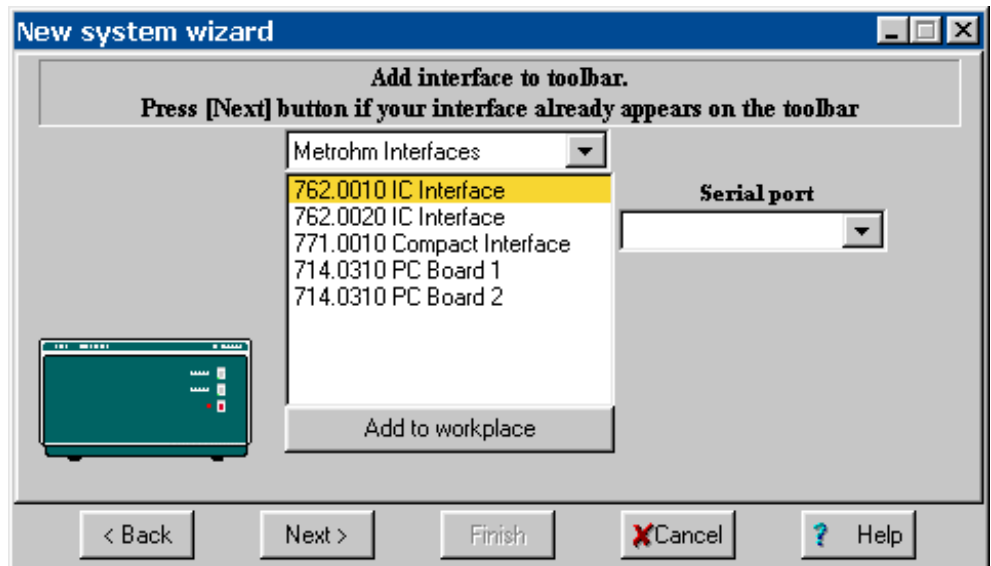 New system wizard
Add interface to toolbar.
Press [Next] button if your interface already appears on the toolbar
Metrohm Interfaces
762.0010 IC Interface
762.0020 IC Interface
771.0010 Compact Interface
714.0310 PC Board 1
714.0310 PC Board 2
Serial port
Add to workplace
< Back
Next >
Finish
Cancel
? Help